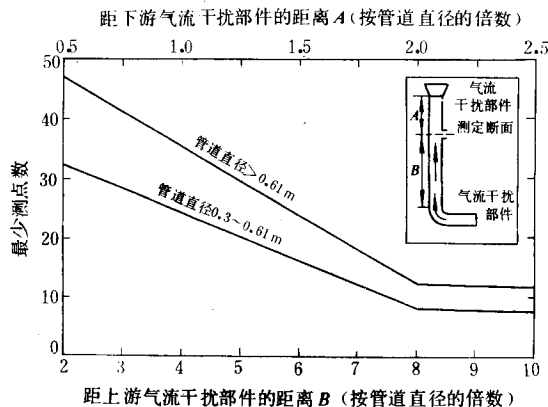 距下游气流干扰部件的距离A(按管道直径的倍数)
0.5 1.0 1.5 2.0 2.5
50
40
30
20
10
0
最少测点数
管道直径>0.61m
管道直径0.3~0.61m
气流
干扰部件
测定断面
气流干扰
部件
A
B
2 3 4 5 6 7 8 9 10
距上游气流干扰部件的距离B(按管道直径的倍数)